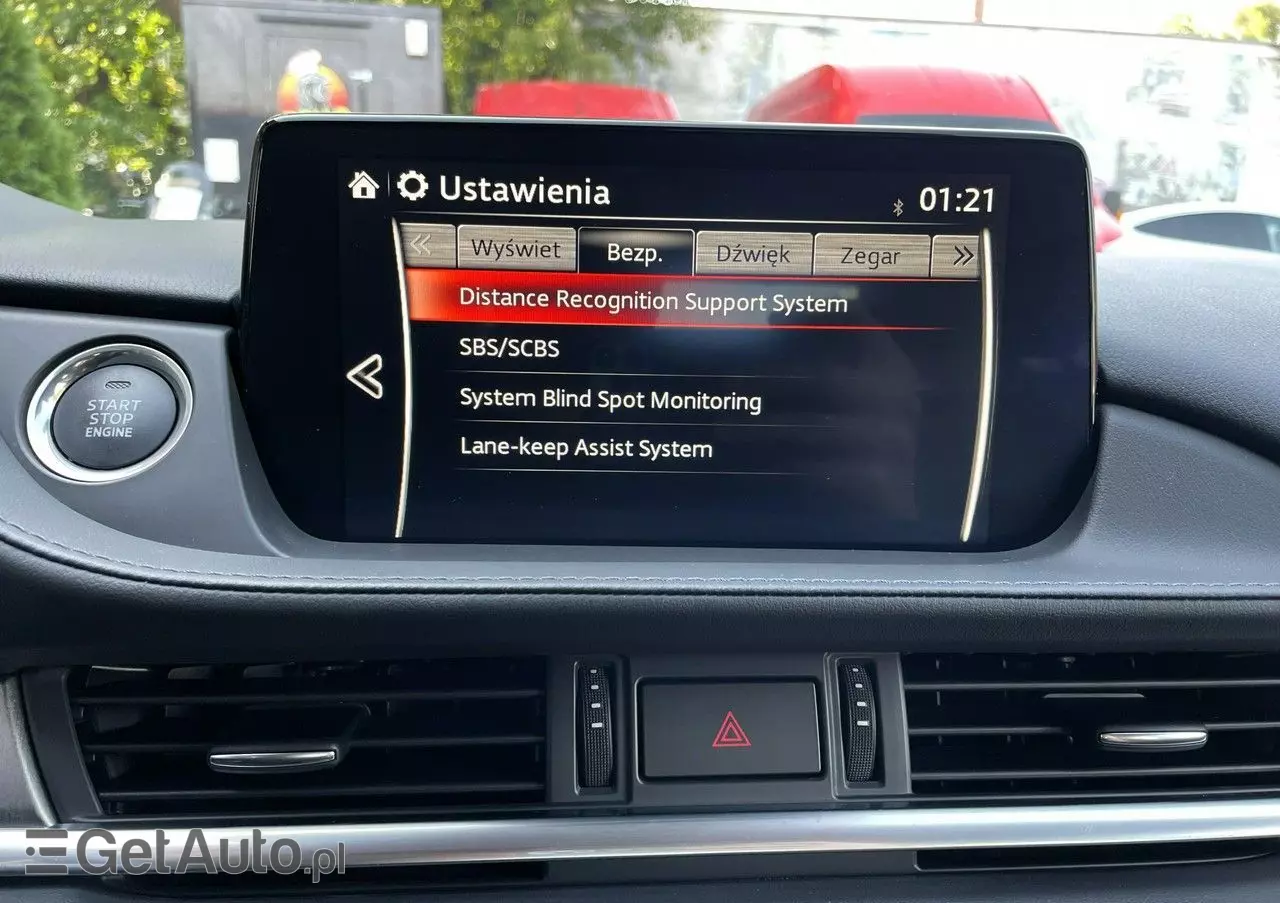 Ustawienia
01:21
«
Wyświet
Bezp.
Dźwięk
Zegar
»
Distance Recognition Support System
SBS/SCBS
System Blind Spot Monitoring
Lane-keep Assist System
START
STOP
ENGINE
GetAuto.pl